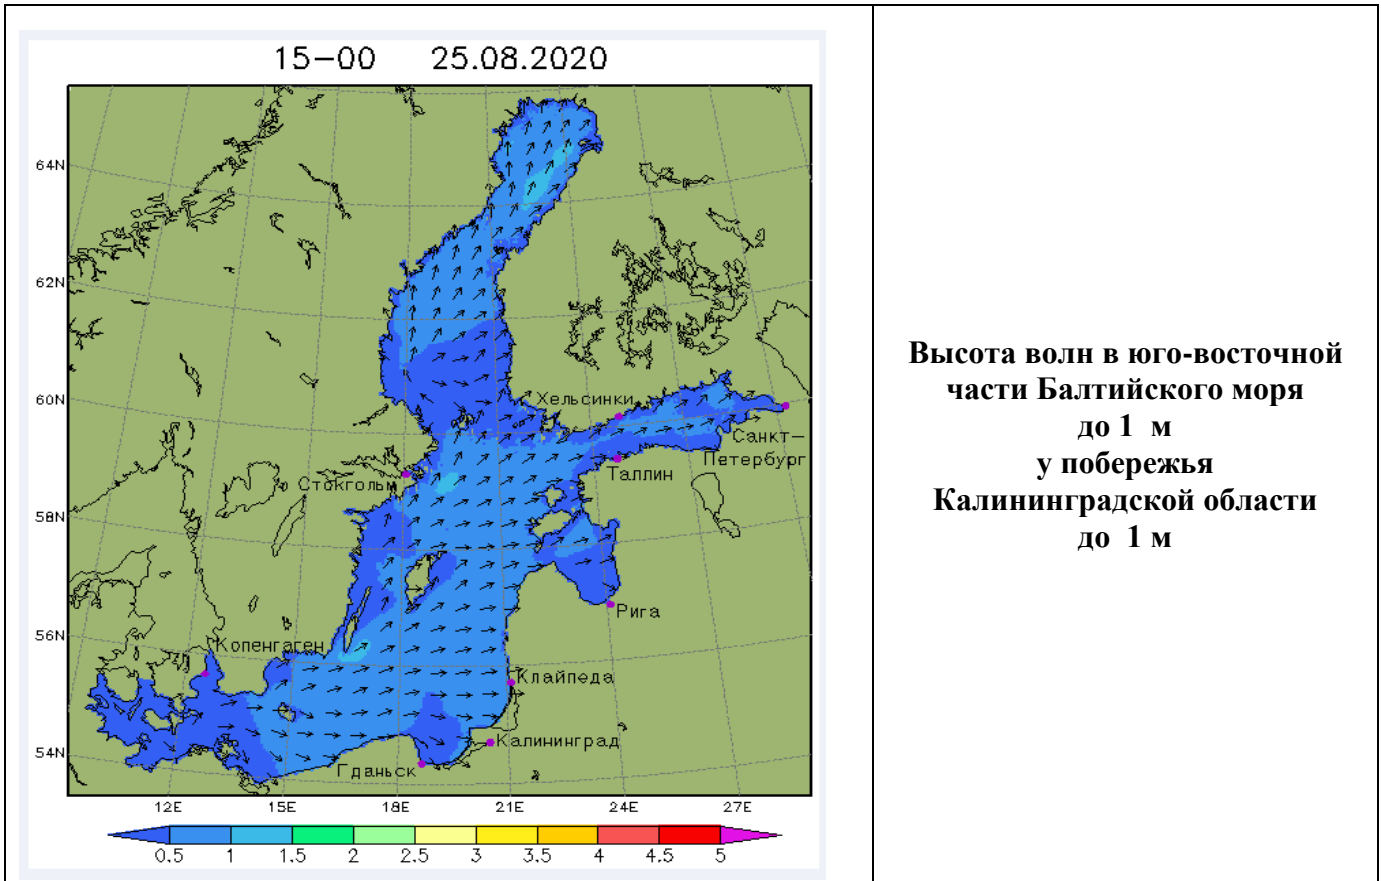 15-00 25.08.2020
64N
62N
60N
58N
56N
54N
Хельсинки
Санкт-
Петербург
Таллин
Стокгольм
Рига
Копенгаген
Клайпеда
Калининград
Гданьск
12E 15E 18E 21E 24E 27E
0.5 1 1.5 2 2.5 3 3.5 4 4.5 5
Высота волн в юго-восточной
части Балтийского моря
до 1 м
у побережья
Калининградской области
до 1 м